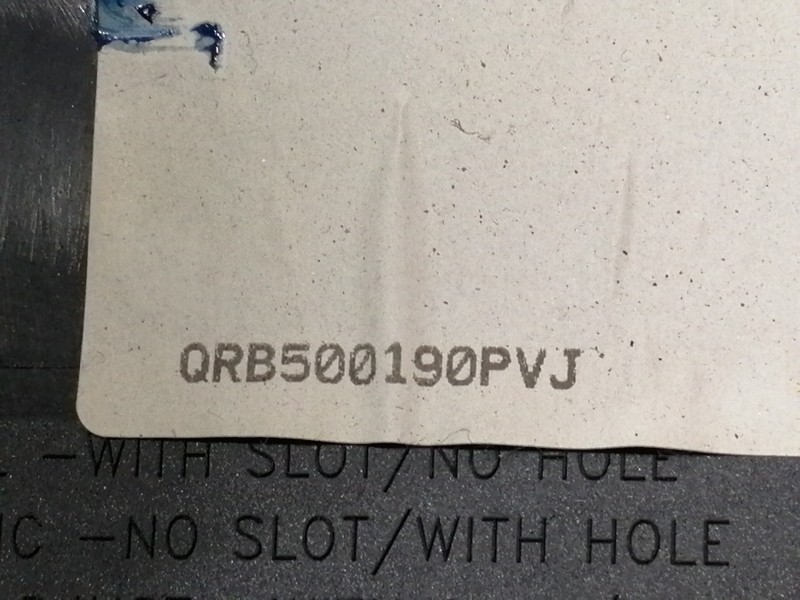 QRB500190PVJ
-WITH SLOT/NO HOLE
-NO SLOT/WITH HOLE